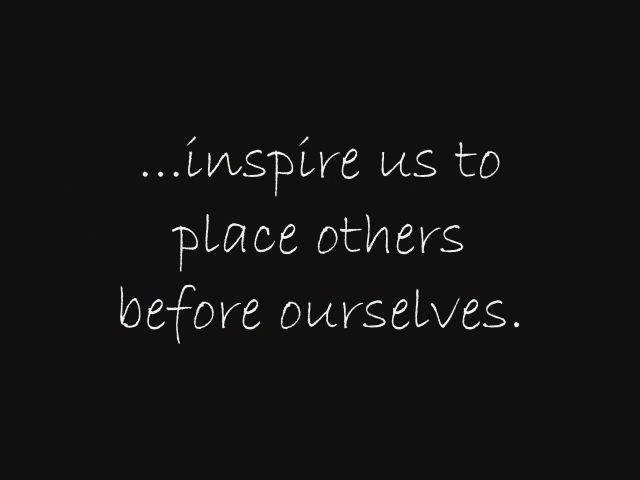 ...inspire us to
place others
before ourselves.